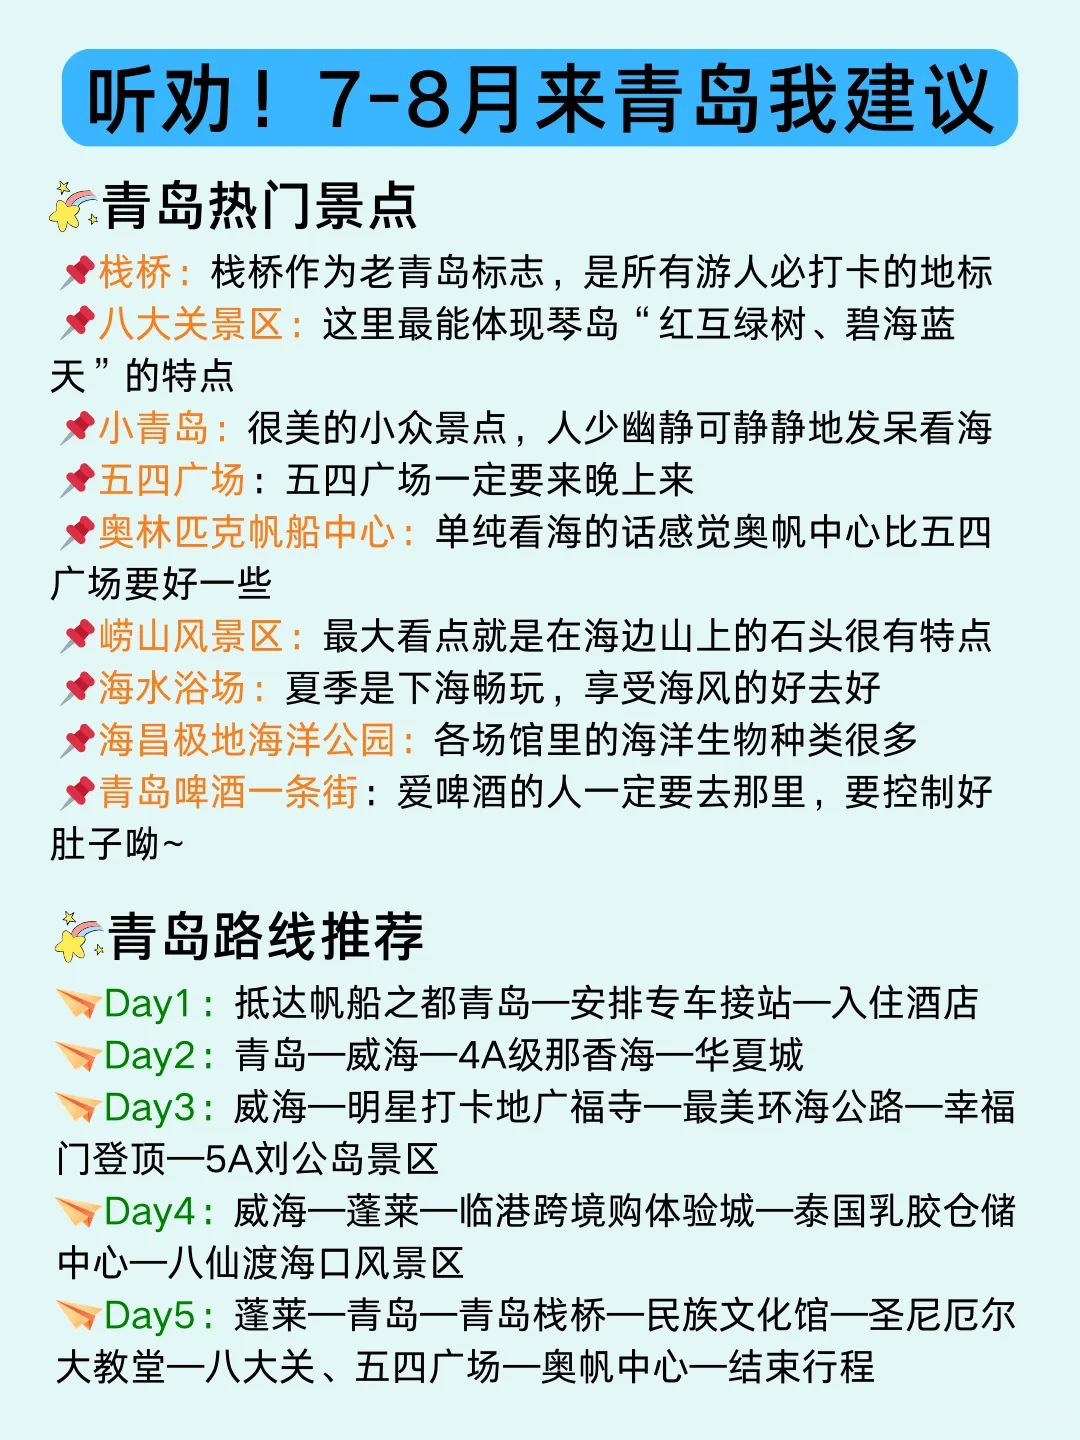 听劝！7-8月来青岛我建议
青岛热门景点
栈桥：栈桥作为老青岛标志，是所有游人必打卡的地标
八大关景区：这里最能体现琴岛“红互绿树、碧海蓝
天”的特点
小青岛：很美的小众景点，人少幽静可静静地发呆看海
五四广场：五四广场一定要来晚上来
奥林匹克帆船中心：单纯看海的话感觉奥帆中心比五四
广场要好一些
崂山风景区：最大看点就是在海边山上的石头很有特点
海水浴场：夏季是下海畅玩，享受海风的好去好
海昌极地海洋公园：各场馆里的海洋生物种类很多
青岛啤酒一条街：爱啤酒的人一定要去那里，要控制好
肚子呦~
青岛路线推荐
Day1：抵达帆船之都青岛—安排专车接站—入住酒店
Day2：青岛—威海—4A级那香海—华夏城
Day3：威海—明星打卡地广福寺—最美环海公路—幸福
门登顶—5A刘公岛景区
Day4：威海—蓬莱—临港跨境购体验城—泰国乳胶仓储
中心—八仙渡海口风景区
Day5：蓬莱—青岛—青岛栈桥—民族文化馆—圣尼厄尔
大教堂—八大关、五四广场—奥帆中心—结束行程